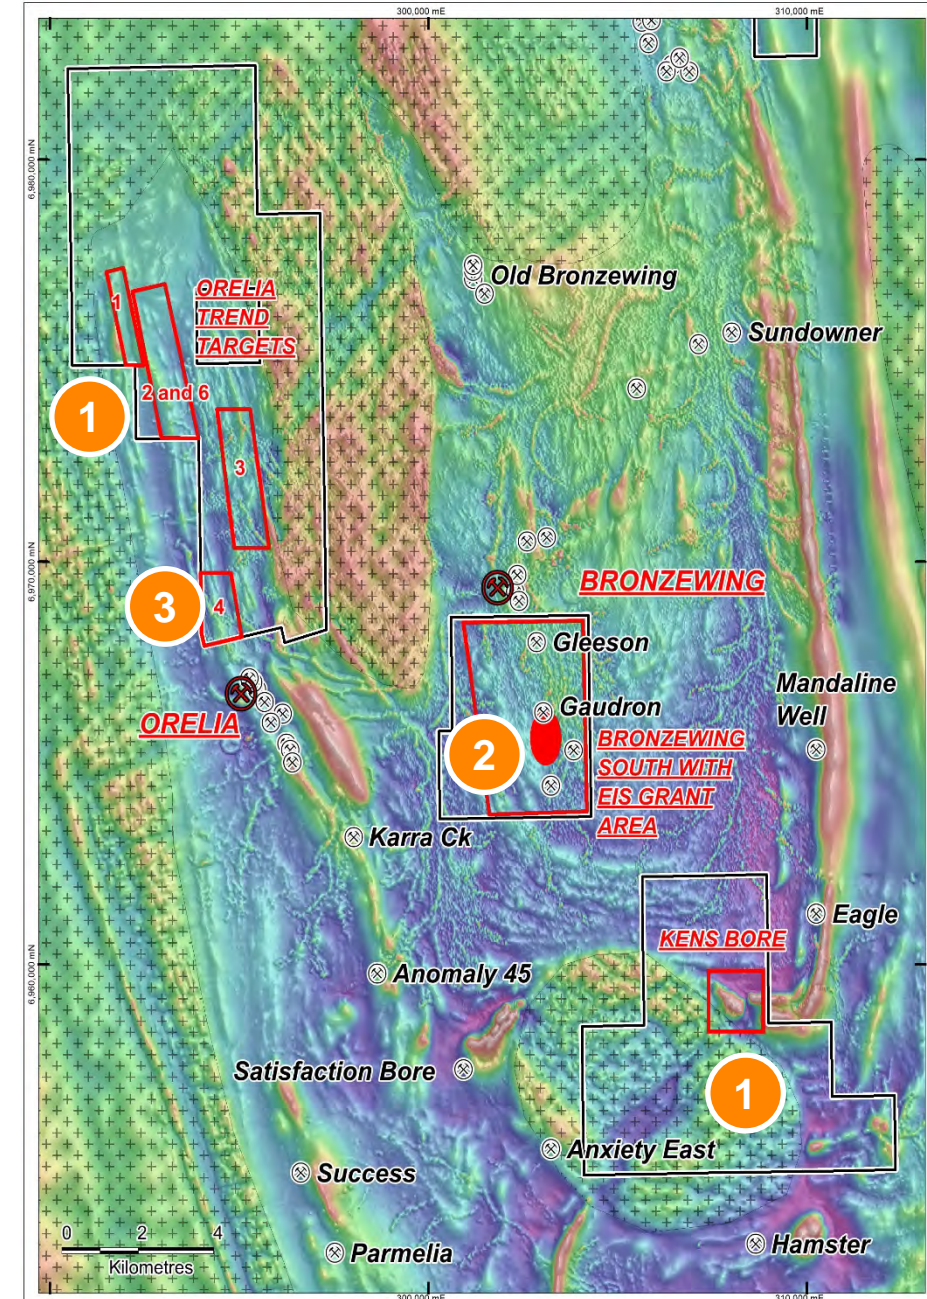 300,000 mE
310,000 mE
6,980,000 mN
Old Bronzewing
ORELIA
TREND
TARGETS
1
Sundowner
2 and 6
1
3
6,970,000 mN
BRONZEWING
3
4
Gleeson
Mandaline
Well
Gaudron
ORELIA
BRONZEWING
SOUTH WITH
EIS GRANT
AREA
2
Karra Ck
Eagle
KENS BORE
Anomaly 45
6,960,000 mN
Satisfaction Bore
1
Anxiety East
Success
0 2 4
Kilometres
Parmelia
Hamster
300,000 mE
310,000 mE